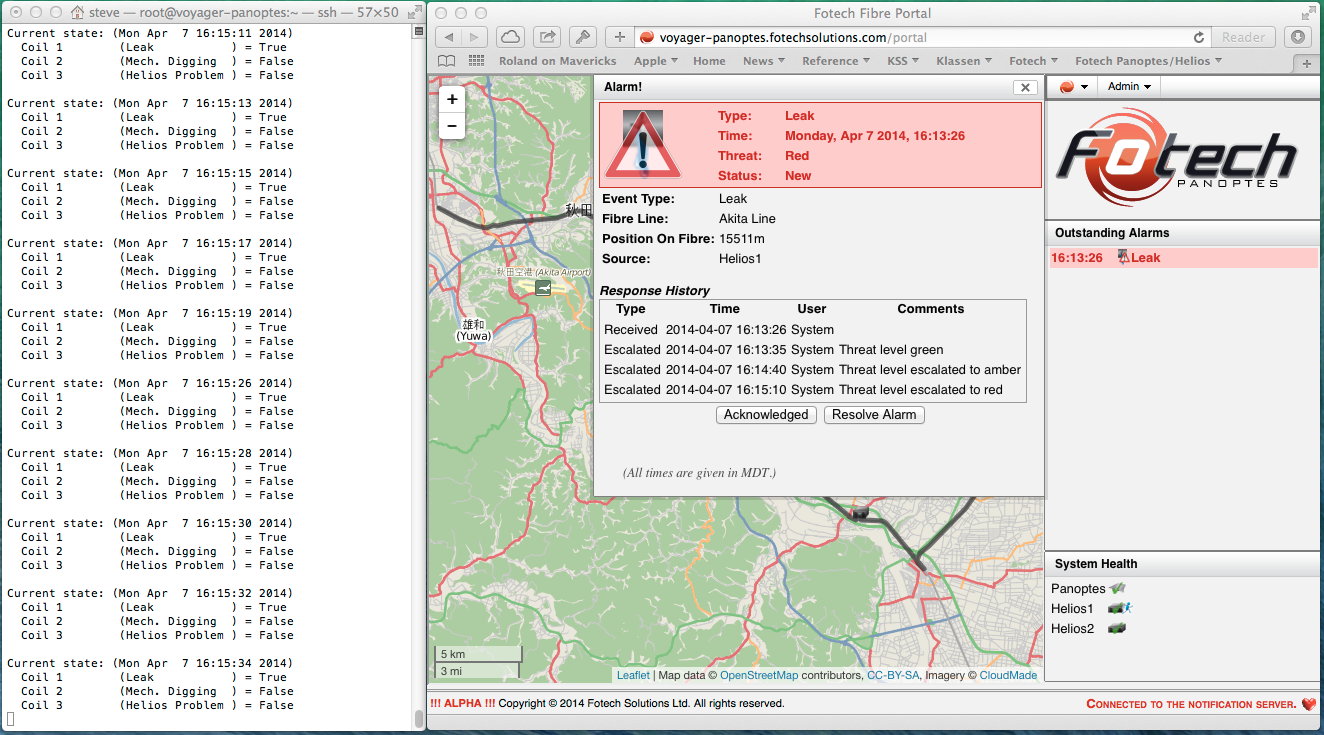 steve — root@voyager-panoptes:~ — ssh — 57×50
Current state: (Mon Apr  7 16:15:11 2014)
Coil 1 (Leak ) = True
Coil 2 (Mech. Digging ) = False
Coil 3 (Helios Problem ) = False
Current state: (Mon Apr  7 16:15:13 2014)
Coil 1 (Leak ) = True
Coil 2 (Mech. Digging ) = False
Coil 3 (Helios Problem ) = False
Current state: (Mon Apr  7 16:15:15 2014)
Coil 1 (Leak ) = True
Coil 2 (Mech. Digging ) = False
Coil 3 (Helios Problem ) = False
Current state: (Mon Apr  7 16:15:17 2014)
Coil 1 (Leak ) = True
Coil 2 (Mech. Digging ) = False
Coil 3 (Helios Problem ) = False
Current state: (Mon Apr  7 16:15:19 2014)
Coil 1 (Leak ) = True
Coil 2 (Mech. Digging ) = False
Coil 3 (Helios Problem ) = False
Current state: (Mon Apr  7 16:15:26 2014)
Coil 1 (Leak ) = True
Coil 2 (Mech. Digging ) = False
Coil 3 (Helios Problem ) = False
Current state: (Mon Apr  7 16:15:28 2014)
Coil 1 (Leak ) = True
Coil 2 (Mech. Digging ) = False
Coil 3 (Helios Problem ) = False
Current state: (Mon Apr  7 16:15:30 2014)
Coil 1 (Leak ) = True
Coil 2 (Mech. Digging ) = False
Coil 3 (Helios Problem ) = False
Current state: (Mon Apr  7 16:15:32 2014)
Coil 1 (Leak ) = True
Coil 2 (Mech. Digging ) = False
Coil 3 (Helios Problem ) = False
Current state: (Mon Apr  7 16:15:34 2014)
Coil 1 (Leak ) = True
Coil 2 (Mech. Digging ) = False
Coil 3 (Helios Problem ) = False
Fotech Fibre Portal
voyager-panoptes.fotechsolutions.com/portal
Reader
Roland on Mavericks Apple Home News Reference KSS Klassen Fotech Fotech Panoptes/Helios
+
−
秋田
秋田空港 (Akita Airport)
雄和
(Yuwa)
Alarm!
Type: Leak
Time: Monday, Apr 7 2014, 16:13:26
Threat: Red
Status: New
Event Type: Leak
Fibre Line: Akita Line
Position On Fibre: 15511m
Source: Helios1
Response History
Type Time User Comments
Received 2014-04-07 16:13:26 System
Escalated 2014-04-07 16:13:35 System Threat level green
Escalated 2014-04-07 16:14:40 System Threat level escalated to amber
Escalated 2014-04-07 16:15:10 System Threat level escalated to red
Acknowledged Resolve Alarm
(All times are given in MDT.)
5 km
3 mi
Leaflet | Map data © OpenStreetMap contributors, CC-BY-SA, Imagery © CloudMade
Admin
Fotech
PANOPTES
Outstanding Alarms
16:13:26 Leak
System Health
Panoptes
Helios1
Helios2
!!! ALPHA !!! Copyright © 2014 Fotech Solutions Ltd. All rights reserved.
CONNECTED TO THE NOTIFICATION SERVER.